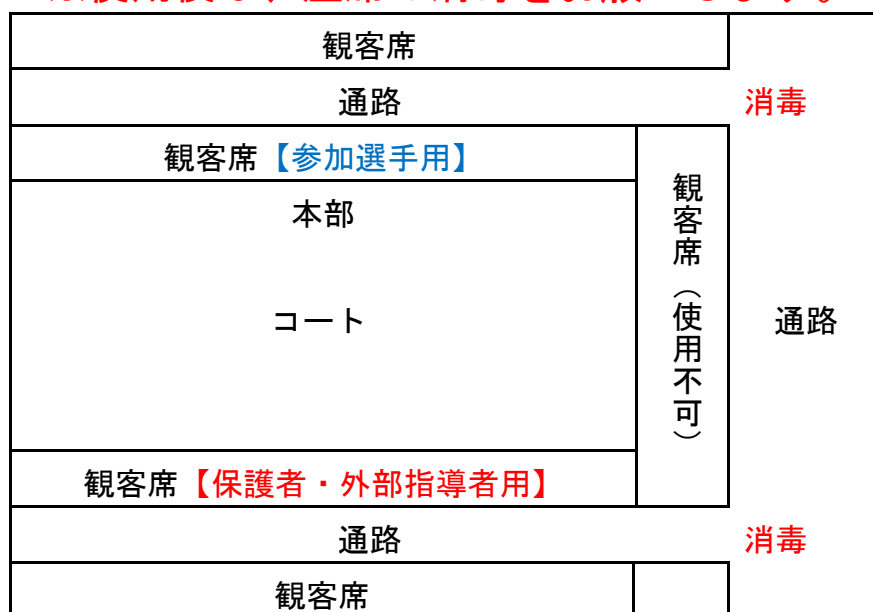 観客席
通路
消毒
観客席【参加選手用】
本部
観客席（使用不可）
コート
通路
観客席【保護者・外部指導者用】
通路
消毒
観客席